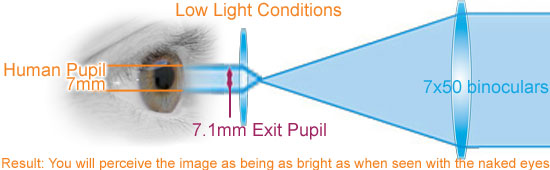 Low Light Conditions
Human Pupil
7mm
7x50 binoculars
7.1mm Exit Pupil
Result: You will perceive the image as being as bright as when seen with the naked eyes